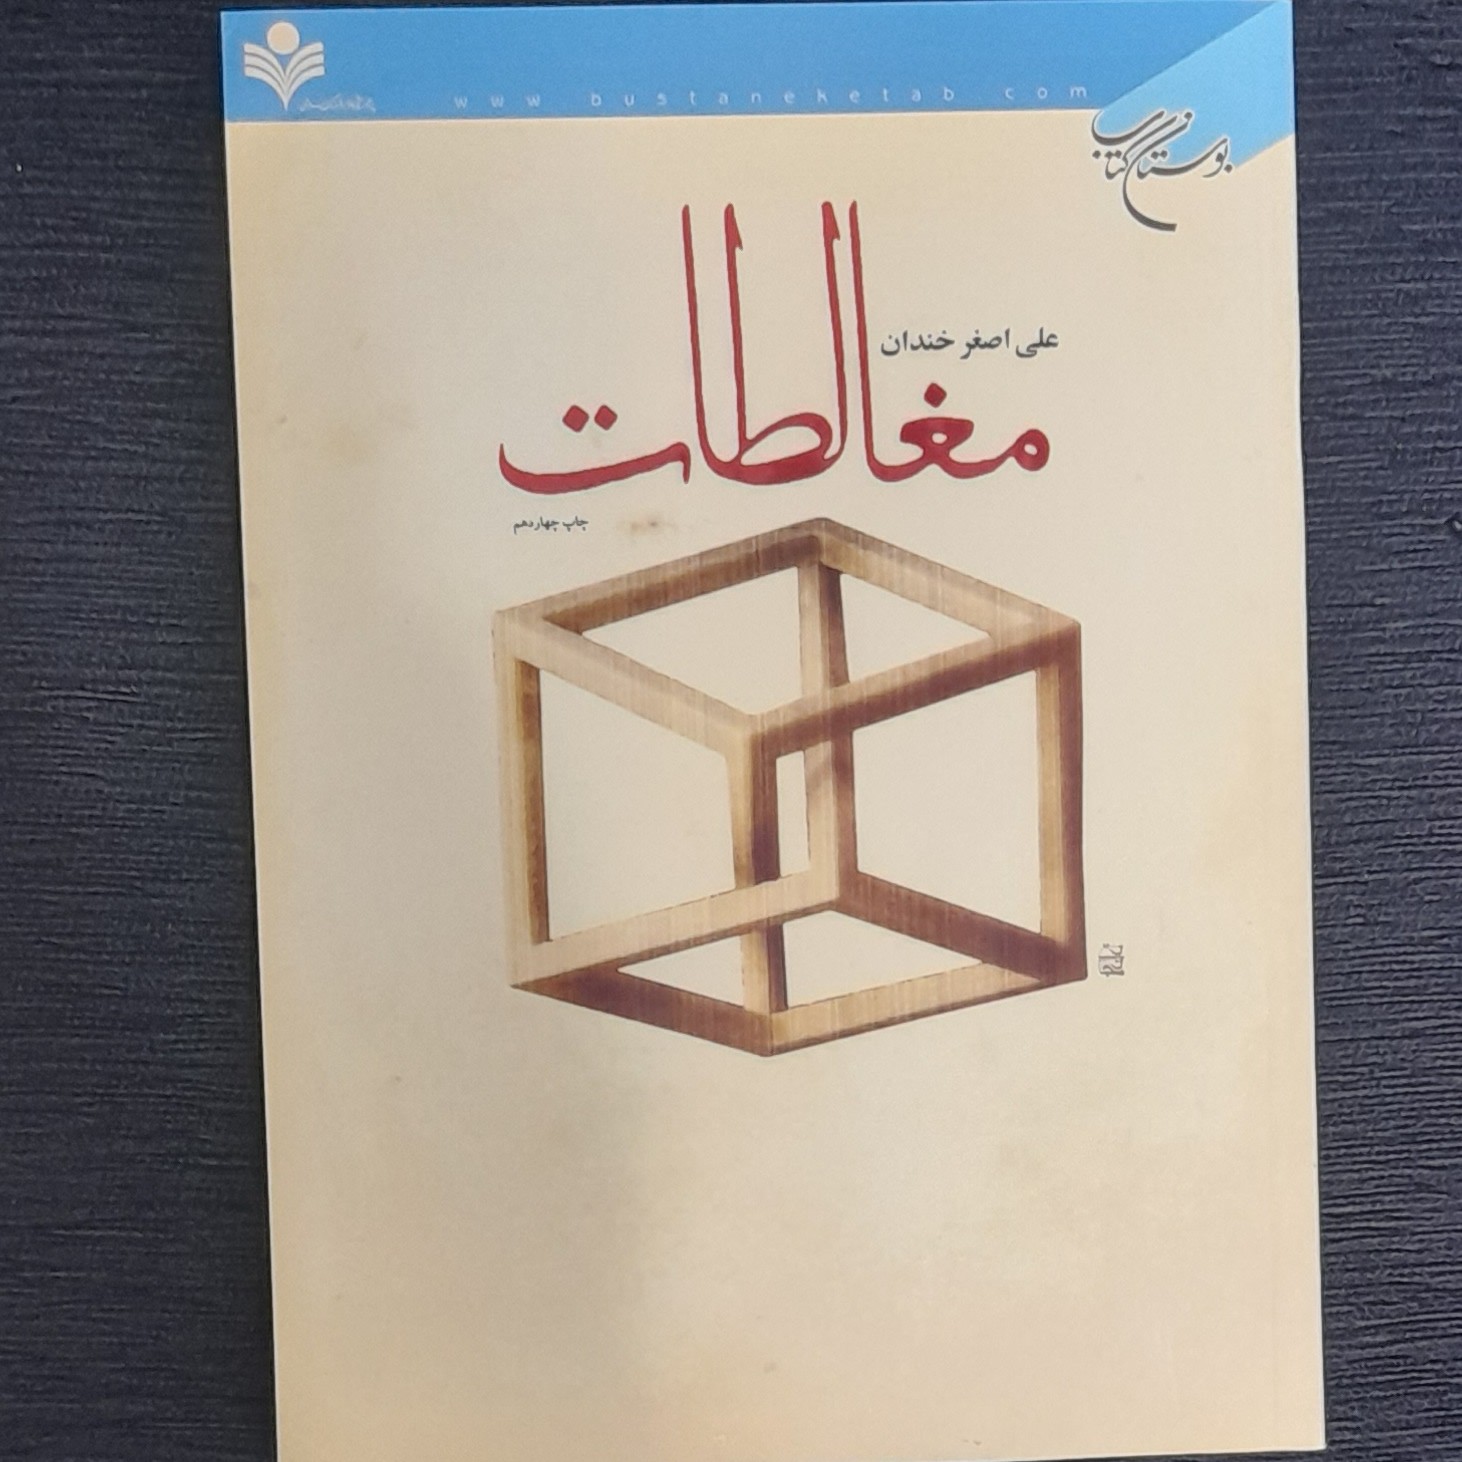 www.bustaneketab.com
بوستان کتاب
علی اصغر خندان
مغالطات
چاپ چهاردهم